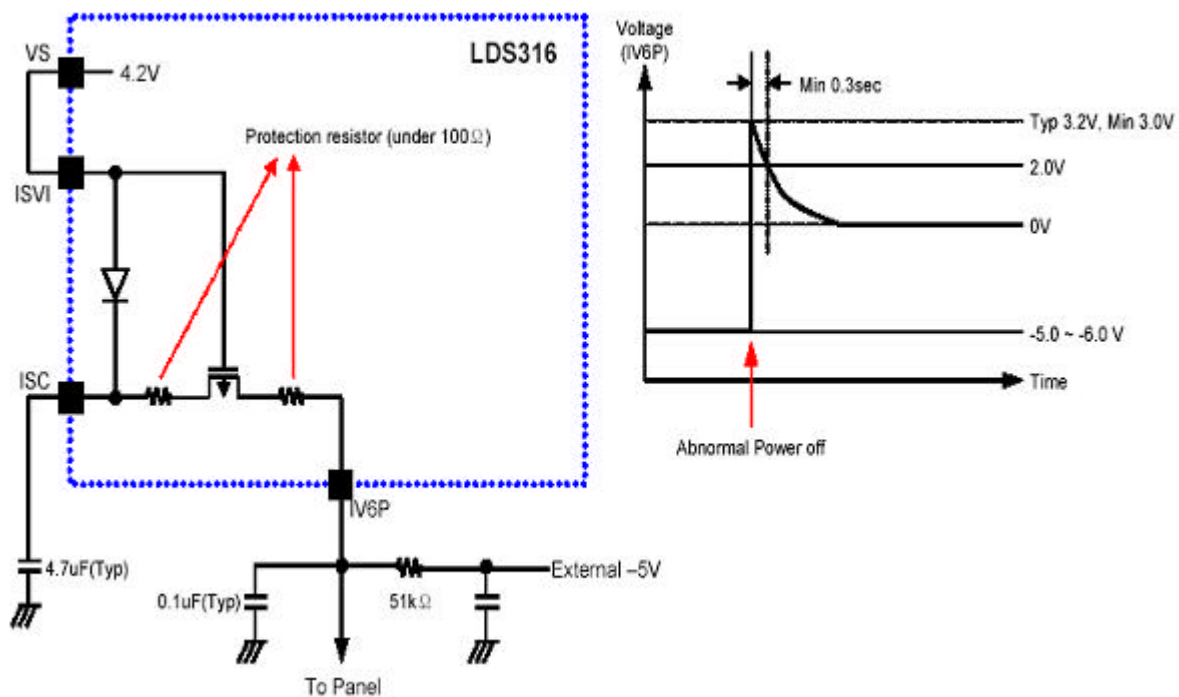 LDS316
VS
4.2V
Protection resistor (under 100Ω)
ISVI
ISC
IV6P
4.7uF(Typ)
0.1uF(Typ)
51kΩ
External –5V
To Panel
Voltage
(IV6P)
Min 0.3sec
Typ 3.2V, Min 3.0V
2.0V
0V
-5.0 ~ -6.0 V
Time
Abnormal Power off